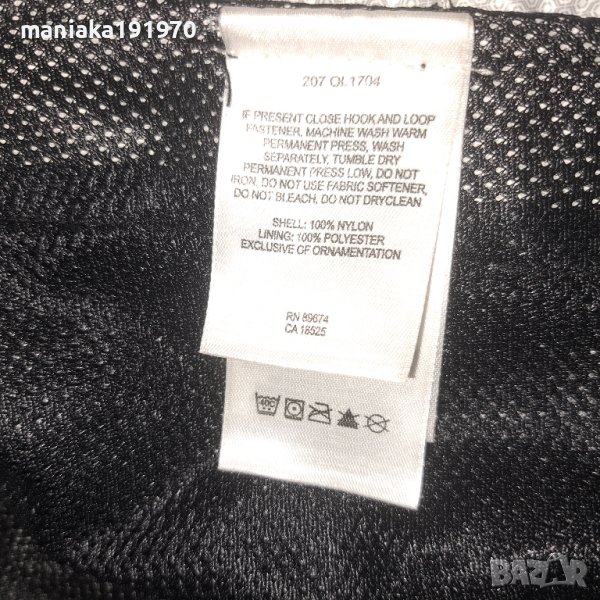 maniaka191970
207 OL1704
IF PRESENT CLOSE HOOK AND LOOP
FASTENER, MACHINE WASH WARM
PERMANENT PRESS, WASH
SEPARATELY, TUMBLE DRY
PERMANENT PRESS LOW, DO NOT
IRON, DO NOT USE FABRIC SOFTENER,
DO NOT BLEACH, DO NOT DRYCLEAN
SHELL: 100% NYLON
LINING: 100% POLYESTER
EXCLUSIVE OF ORNAMENTATION
RN 89674
CA 18525
BAZAR